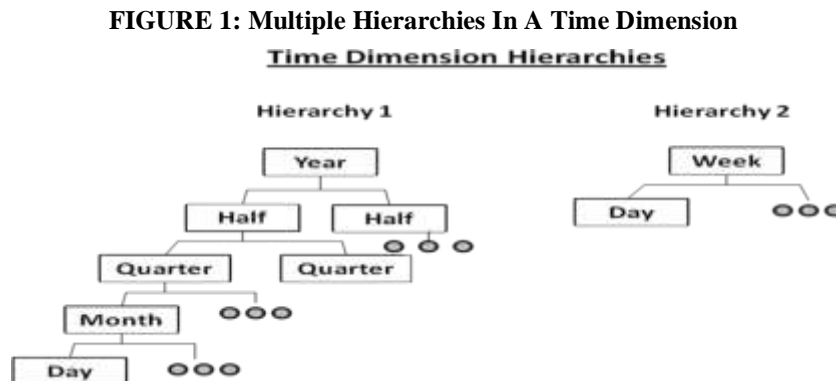 FIGURE 1: Multiple Hierarchies In A Time Dimension
Time Dimension Hierarchies
Hierarchy 1
Hierarchy 2
Year
Week
Half
Half
Day
Quarter
Quarter
Month
Day